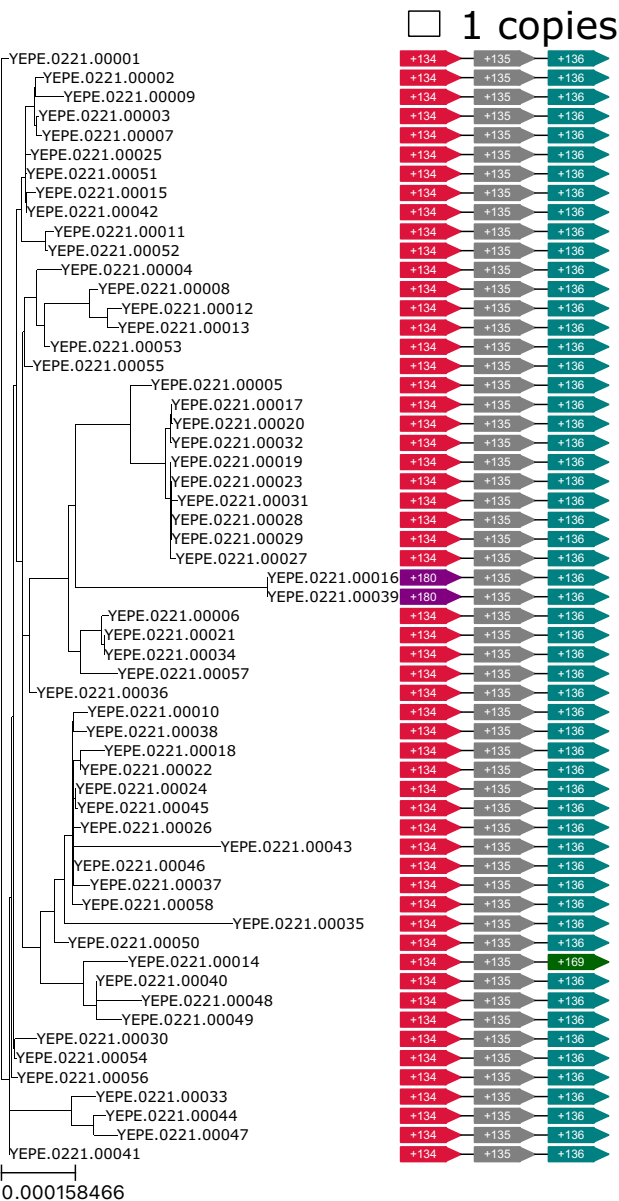 1 copies
YEPE.0221.00001 +134 +135 +136
YEPE.0221.00002 +134 +135 +136
YEPE.0221.00009 +134 +135 +136
YEPE.0221.00003 +134 +135 +136
YEPE.0221.00007 +134 +135 +136
YEPE.0221.00025 +134 +135 +136
YEPE.0221.00051 +134 +135 +136
YEPE.0221.00015 +134 +135 +136
YEPE.0221.00042 +134 +135 +136
YEPE.0221.00011 +134 +135 +136
YEPE.0221.00052 +134 +135 +136
YEPE.0221.00004 +134 +135 +136
YEPE.0221.00008 +134 +135 +136
YEPE.0221.00012 +134 +135 +136
YEPE.0221.00013 +134 +135 +136
YEPE.0221.00053 +134 +135 +136
YEPE.0221.00055 +134 +135 +136
YEPE.0221.00005 +134 +135 +136
YEPE.0221.00017 +134 +135 +136
YEPE.0221.00020 +134 +135 +136
YEPE.0221.00032 +134 +135 +136
YEPE.0221.00019 +134 +135 +136
YEPE.0221.00023 +134 +135 +136
YEPE.0221.00031 +134 +135 +136
YEPE.0221.00028 +134 +135 +136
YEPE.0221.00029 +134 +135 +136
YEPE.0221.00027 +134 +135 +136
YEPE.0221.00016 +180 +135 +136
YEPE.0221.00039 +180 +135 +136
YEPE.0221.00006 +134 +135 +136
YEPE.0221.00021 +134 +135 +136
YEPE.0221.00034 +134 +135 +136
YEPE.0221.00057 +134 +135 +136
YEPE.0221.00036 +134 +135 +136
YEPE.0221.00010 +134 +135 +136
YEPE.0221.00038 +134 +135 +136
YEPE.0221.00018 +134 +135 +136
YEPE.0221.00022 +134 +135 +136
YEPE.0221.00024 +134 +135 +136
YEPE.0221.00045 +134 +135 +136
YEPE.0221.00026 +134 +135 +136
YEPE.0221.00043 +134 +135 +136
YEPE.0221.00046 +134 +135 +136
YEPE.0221.00037 +134 +135 +136
YEPE.0221.00058 +134 +135 +136
YEPE.0221.00035 +134 +135 +136
YEPE.0221.00050 +134 +135 +136
YEPE.0221.00014 +134 +135 +169
YEPE.0221.00040 +134 +135 +136
YEPE.0221.00048 +134 +135 +136
YEPE.0221.00049 +134 +135 +136
YEPE.0221.00030 +134 +135 +136
YEPE.0221.00054 +134 +135 +136
YEPE.0221.00056 +134 +135 +136
YEPE.0221.00033 +134 +135 +136
YEPE.0221.00044 +134 +135 +136
YEPE.0221.00047 +134 +135 +136
YEPE.0221.00041 +134 +135 +136
0.000158466